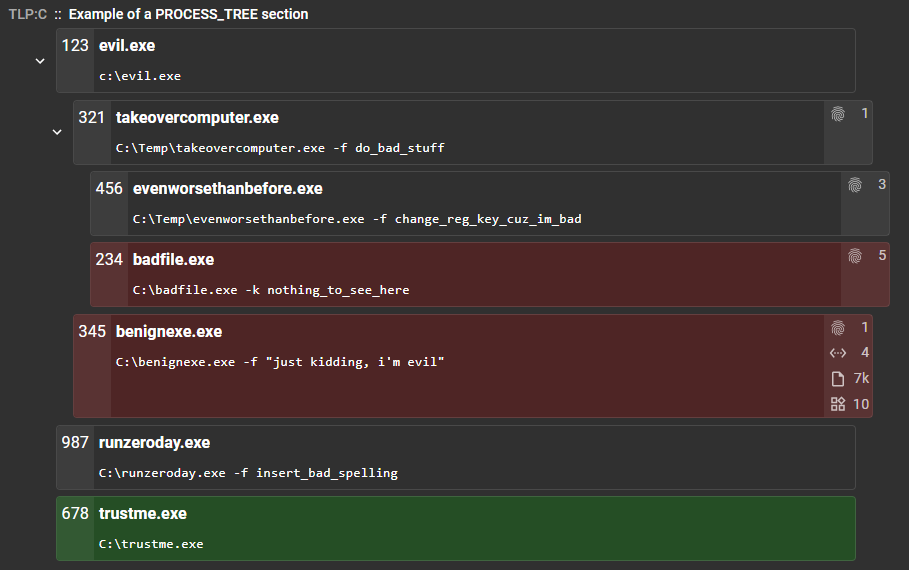 TLP:C :: Example of a PROCESS_TREE section
123 evil.exe
c:\evil.exe
321 takeovercomputer.exe 1
C:\Temp\takeovercomputer.exe -f do_bad_stuff
456 evenworsethanbefore.exe 3
C:\Temp\evenworsethanbefore.exe -f change_reg_key_cuz_im_bad
234 badfile.exe 5
C:\badfile.exe -k nothing_to_see_here
345 benignexe.exe 1
4
C:\benignexe.exe -f "just kidding, i'm evil"
7k
10
987 runzeroday.exe
C:\runzeroday.exe -f insert_bad_spelling
678 trustme.exe
C:\trustme.exe